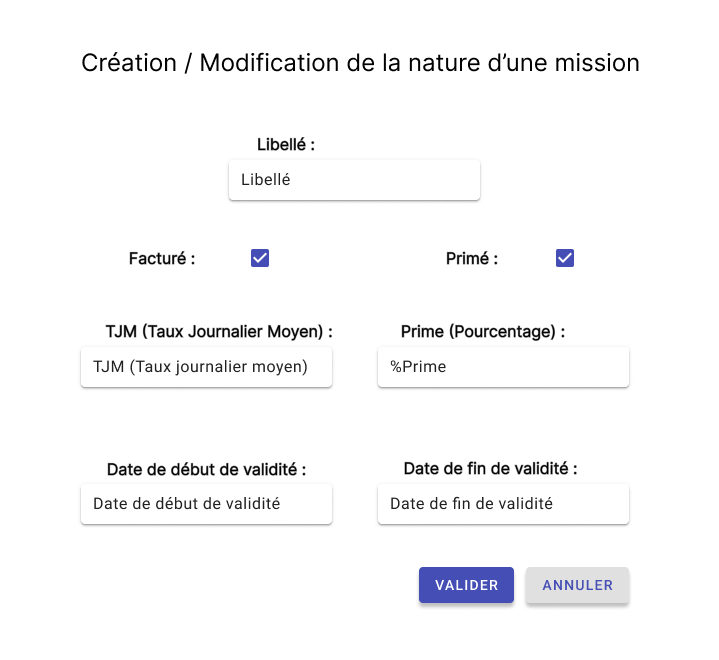 Création / Modification de la nature d’une mission
Libellé :
Libellé
Facturé :
Primé :
TJM (Taux Journalier Moyen) :
Prime (Pourcentage) :
TJM (Taux journalier moyen)
%Prime
Date de début de validité :
Date de fin de validité :
Date de début de validité
Date de fin de validité
VALIDER
ANNULER